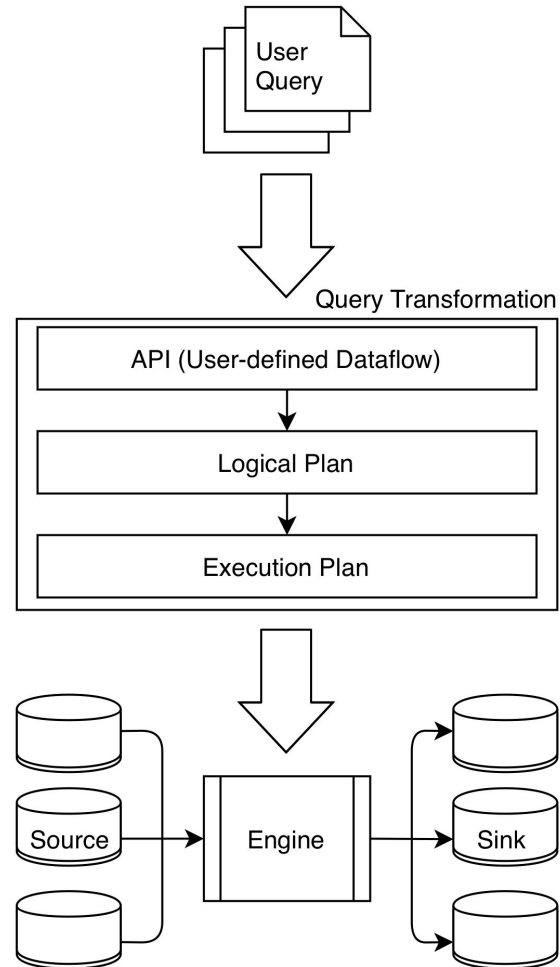 User
Query
Query Transformation
API (User-defined Dataflow)
Logical Plan
Execution Plan
Source
Engine
Sink